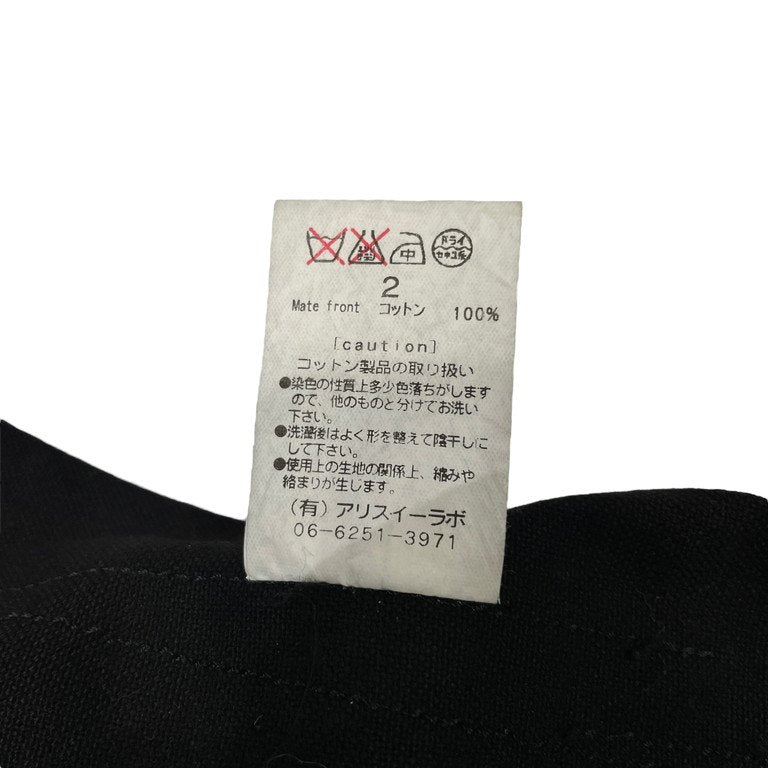 中 ドライ
セキユ系
2
Mate front コットン 100%
[caution]
コットン製品の取り扱い
●染色の性質上多少色落ちがします
ので、他のものと分けてお洗い
下さい。
●洗濯後はよく形を整えて陰干しに
して下さい。
●使用上の生地の関係上、縮みや
絡まりが生じます。
(有) アリスイーラボ
06-6251-3971